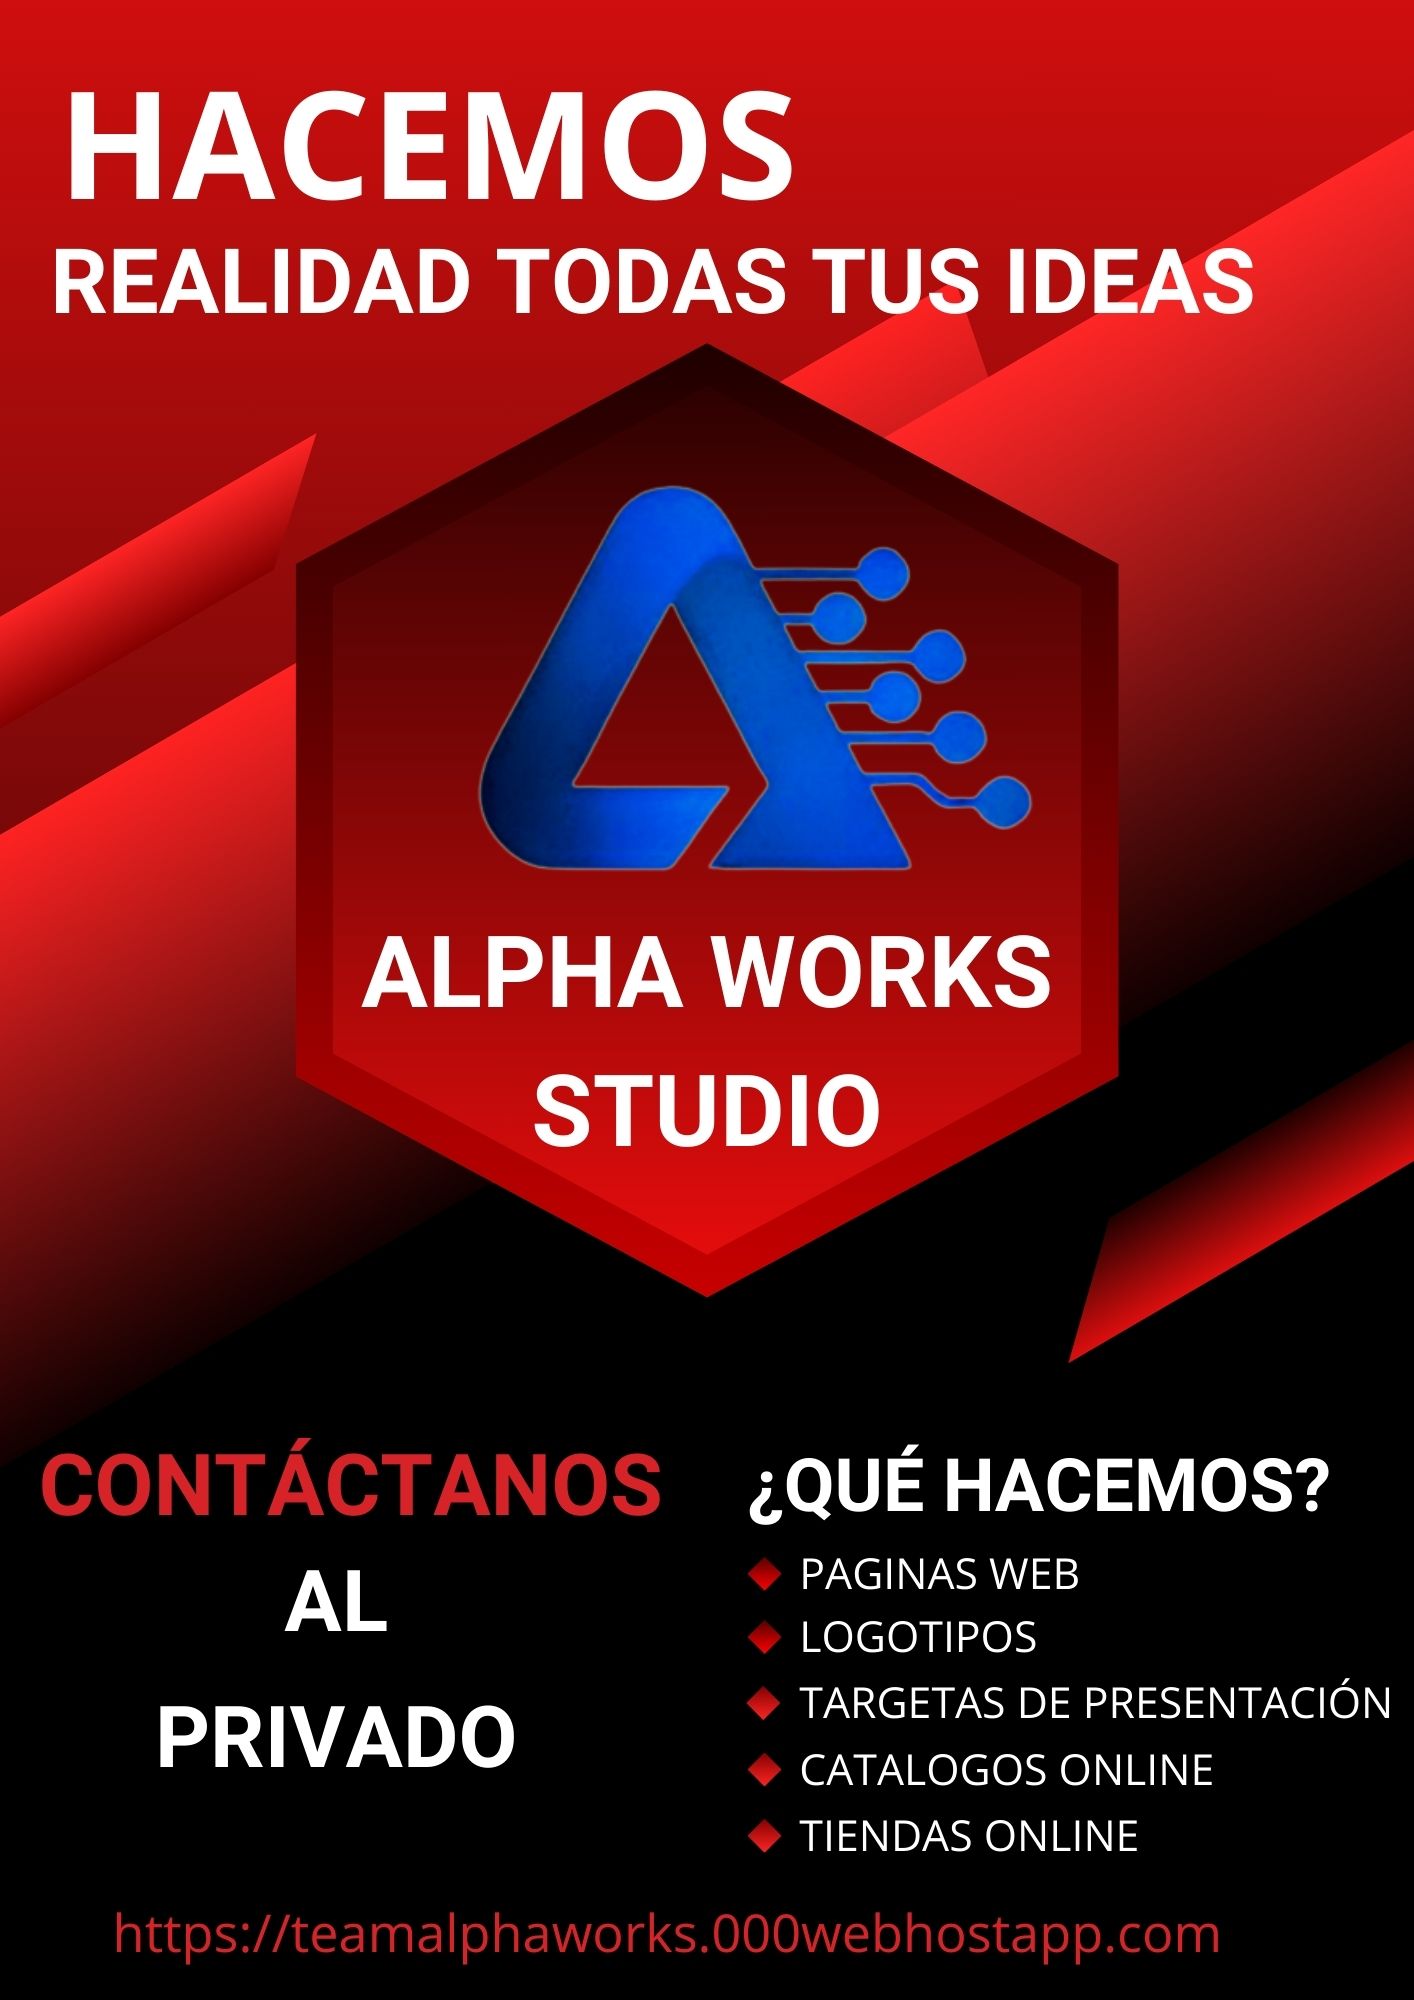 HACEMOS
REALIDAD TODAS TUS IDEAS
ALPHA WORKS
STUDIO
CONTÁCTANOS
AL
PRIVADO
¿QUÉ HACEMOS?
PAGINAS WEB
LOGOTIPOS
TARGETAS DE PRESENTACIÓN
CATALOGOS ONLINE
TIENDAS ONLINE
https://teamalphaworks.000webhostapp.com